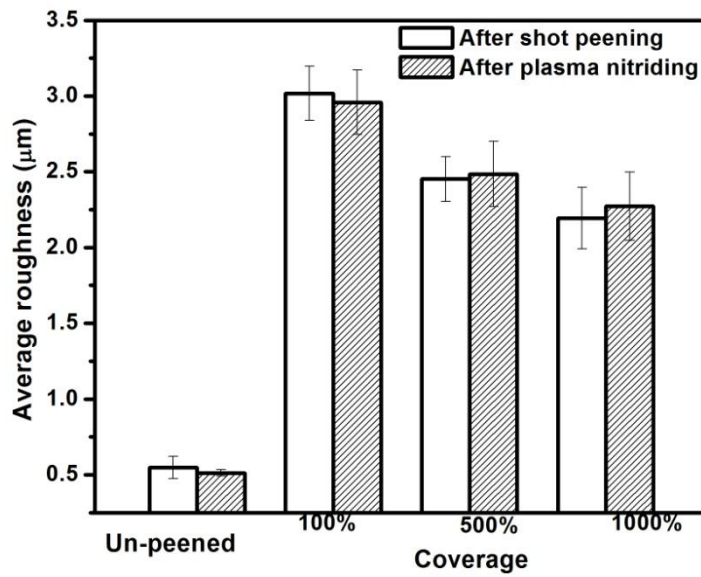 3.5
3.0
2.5
2.0
1.5
1.0
0.5
Average roughness (μm)
After shot peening
After plasma nitriding
Un-peened
100%
500%
1000%
Coverage